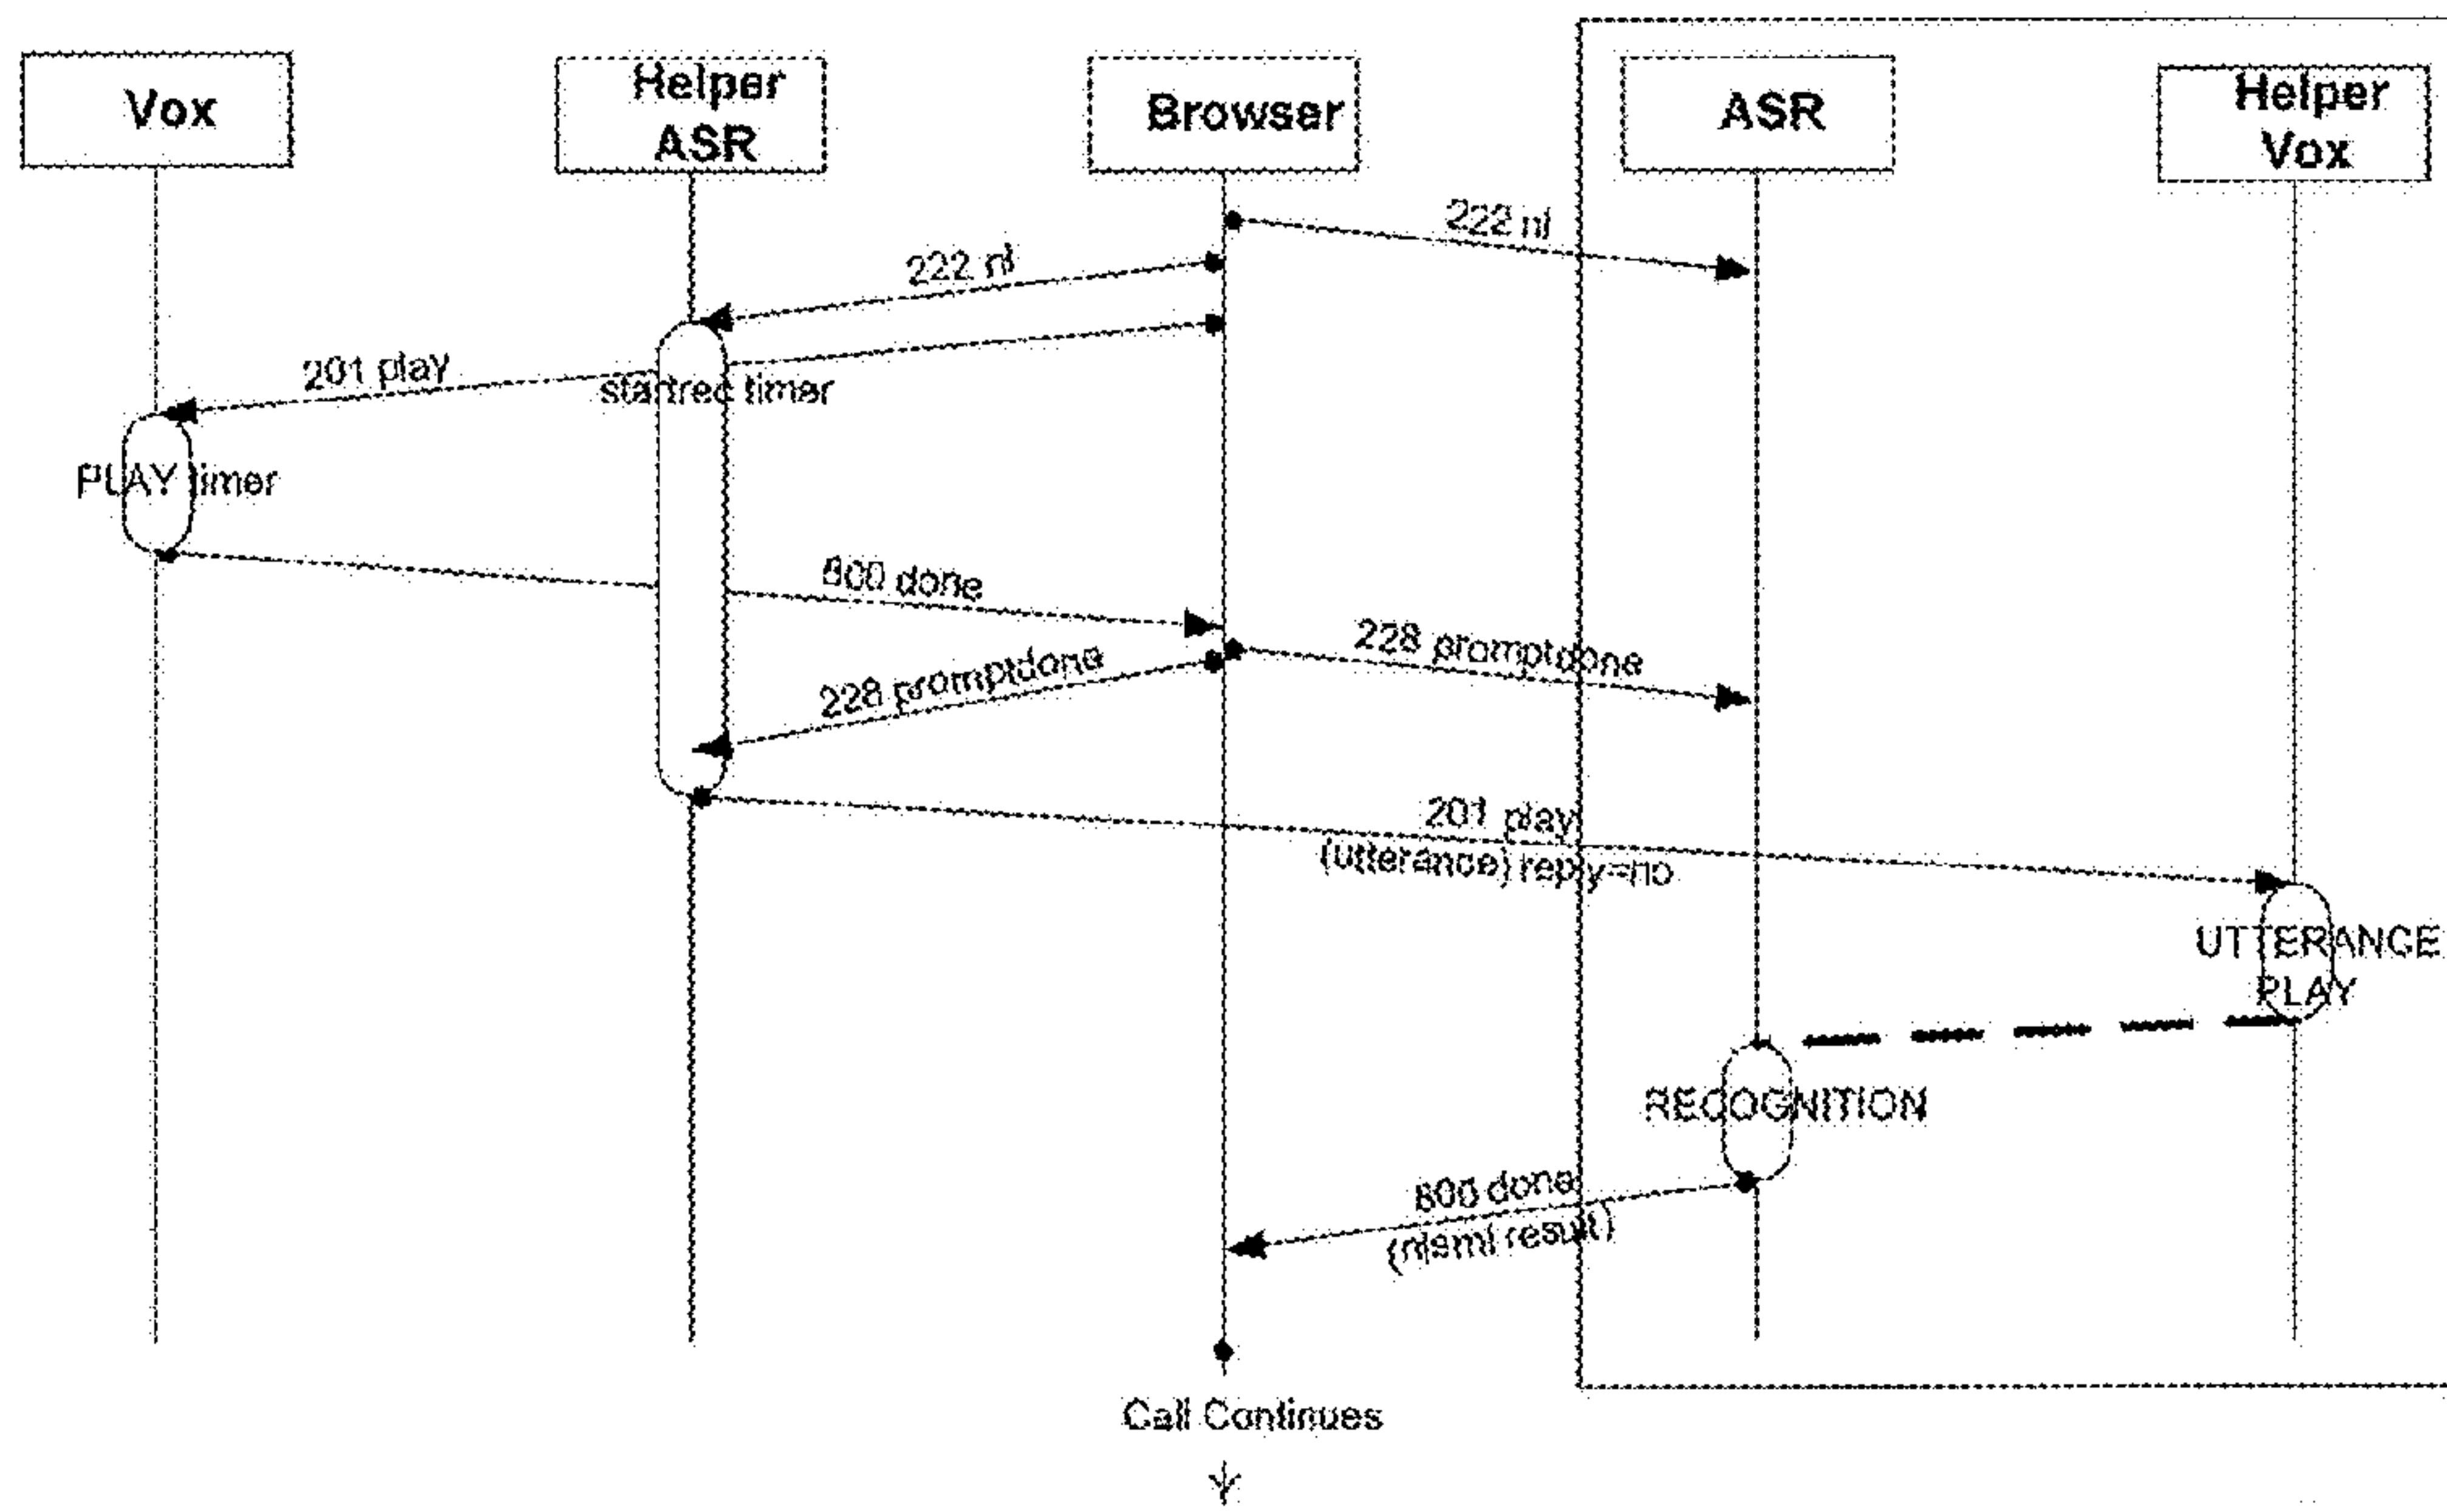 Vox
Helper
ASR
Browser
ASR
Helper
Vox
222 nl
222 nl
201 play
startrec timer
PLAY timer
800 done
228 promptdone
228 promptdone
201 play
(utterance) reply=no
UTTERANCE
PLAY
RECOGNITION
done
(nlsml result)
Call Continues